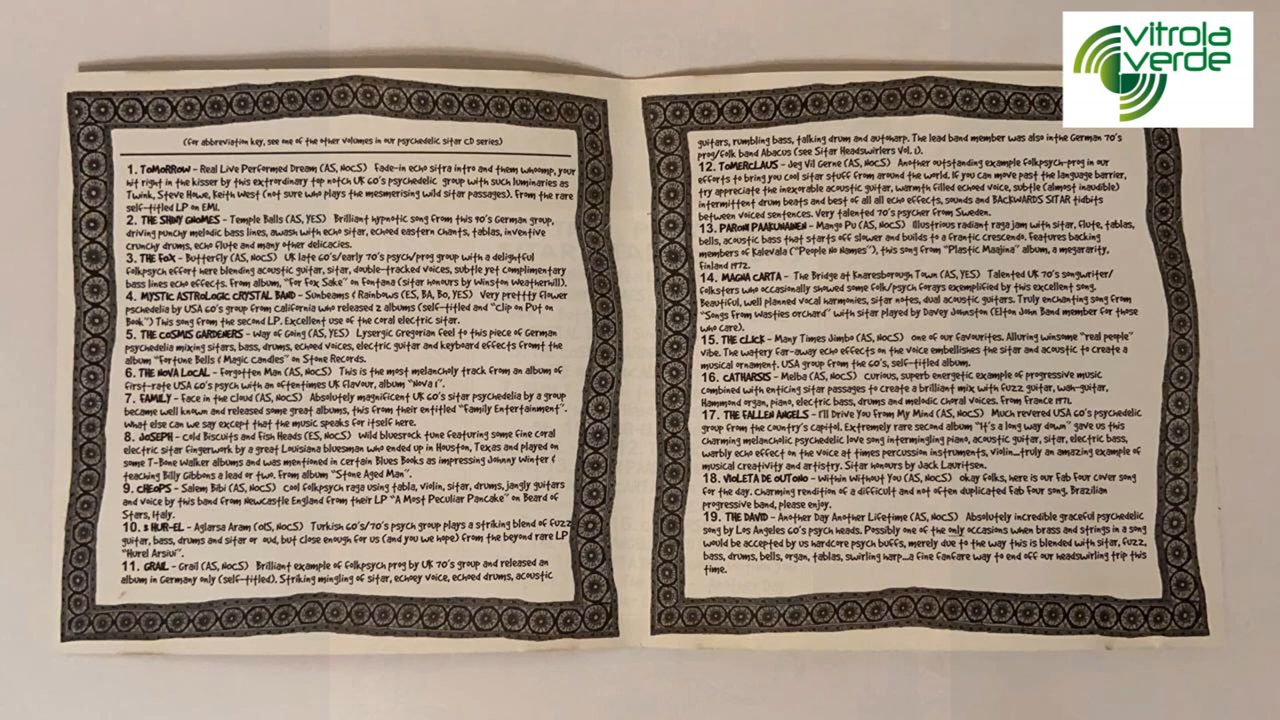 vitrola
verde
(for abbreviation key, see one of the other volumes in our psychedelic sitar CD series)
1. TOMORROW - Real Live Performed Dream (AS, NocS) Fade-in echo sitra intro and them whoomp, your
hit right in the kisser by this extrordinary top notch UK 60's psychedelic group with such luminaries as
Twink, Steve Howe, Keith West (not sure who plays the mesmerising wild sitar passages). From the rare
self-titled LP on EMI.
2. THE SHINY GNOMES - Temple Balls (AS, YES) Brilliant hypnotic song from this 90's German group,
driving punchy melodic bass lines, awash with echo sitar, echoed eastern chants, tablas, inventive
crunchy drums, echo flute and many other delicacies.
3. THE FOX - Butterfly (AS, NocS) UK late 60's/early 70's psych/prog group with a delightful
folkpsych effort here blending acoustic guitar, sitar, double-tracked voices, subtle yet complimentary
bass lines echo effects. From album, "For Fox Sake" on Fontana (sitar honours by Winston Weatherhill).
4. MYSTIC ASTROLOGIC CRYSTAL BAND - Sunbeams & Rainbows (ES, BA, Bo, YES) Very prettty flower
pschedelia by USA 60's group from California who released 2 albums (self-titled and "Clip on Put on
Book") This song from the second LP. Excellent use of the coral electric sitar.
5. THE COSMIS GARDENERS - Way of Going (AS, YES) Lysergic Gregorian feel to this piece of German
psychedelia mixing sitars, bass, drums, echoed voices, electric guitar and keyboard effects fromt the
album "Fortune Bells & Magic Candles" on Stone Records.
6. THE NOVA LOCAL - Forgotten Man (AS, NocS) This is the most melancholy track from an album of
first-rate USA 60's psych with an oftentimes UK flavour, album "Nova 1".
7. FAMILY - Face in the Cloud (AS, NocS) Absolutely magnificent UK 60's sitar psychedelia by a group
became well known and released some great albums, this from their entitled "Family Entertainment".
What else can we say except that the music speaks for itself here.
8. JOSEPH - Cold Biscuits and Fish Heads (ES, NocS) Wild bluesrock tune featuring some fine coral
electric sitar fingerwork by a great Louisiana bluesman who ended up in Houston, Texas and played on
some T-Bone Walker albums and was mentioned in certain Blues Books as impressing Johnny Winter &
teaching Billy Gibbons a lead or two. From album "Stone Aged Man".
9. CHEOPS - Salem Bibi (AS, NocS) Cool folkpsych raga using tabla, violin, sitar, drums, jangly guitars
and voice by this band from Newcastle England from their LP "A Most Peculiar Pancake" on Beard of
Stars, Italy.
10. 3 HUR-EL - Aglarsa Aram (OIS, NocS) Turkish 60's/70's psych group plays a striking blend of fuzz
guitar, bass, drums and sitar or oud, but close enough for us (and you we hope) from the beyond rare LP
"Hurel Arsivi".
11. GRAIL - Grail (AS, NocS) Brilliant example of folkpsych prog by UK 70's group and released an
album in Germany only (self-titled). Striking mingling of sitar, echoey voice, echoed drums, acoustic
guitars, rumbling bass, talking drum and autoharp. The lead band member was also in the German 70's
prog/folk band Abacus (see Sitar Headswirlers Vol. 1).
12. TOMERCLAUS - Jeg Vil Gerne (AS, NocS) Another outstanding example folkpsych-prog in our
efforts to bring you cool sitar stuff from around the world. If you can move past the language barrier,
try appreciate the inexorable acoustic guitar, warmth filled echoed voice, subtle (almost inaudible)
intermittent drum beats and best of all all echo effects, sounds and BACKWARDS SITAR tidbits
between voiced sentences. Very talented 70's psycher from Sweden.
13. PARONI PAAKUNAINEN - Mango Pu (AS, NocS) Illustrious radiant raga jam with sitar, flute, tablas,
bells, acoustic bass that starts off slower and builds to a frantic crescendo. Features backing
members of Kalevala ("People No Names"), this song from "Plastic Maajina" album, a megararity,
Finland 1972.
14. MAGNA CARTA - The Bridge at Knaresborough Town (AS, YES) Talented UK 70's songwriter/
folksters who occasionally showed some folk/psych forays exemplified by this excellent song.
Beautiful, well planned vocal harmonies, sitar notes, dual acoustic guitars. Truly enchanting song from
"Songs From Wasties Orchard" with sitar played by Davey Johnston (Elton John Band member for those
who care).
15. THE CLICK - Many Times Jimbo (AS, NocS) One of our favourites. Alluring winsome "real people"
vibe. The watery far-away echo effects on the voice embellishes the sitar and acoustic to create a
musical ornament. USA group from the 60's, self-titled album.
16. CATHARSIS - Melba (AS, NocS) Curious, superb energetic example of progressive music
combined with enticing sitar passages to create a brilliant mix with fuzz guitar, wah-guitar,
Hammond organ, piano, electric bass, drums and melodic choral voices. From France 1971.
17. THE FALLEN ANGELS - I'll Drive You From My Mind (AS, NocS) Much revered USA 60's psychedelic
group from the country's capitol. Extremely rare second album "It's a long way down" gave us this
charming melancholic psychedelic love song intermingling piano, acoustic guitar, sitar, electric bass,
warbly echo effect on the voice at times percussion instruments, violin...truly an amazing example of
musical creativity and artistry. Sitar honours by Jack Lauritsen.
18. VIOLETA DE OUTONO - Within Without You (AS, NocS) okay folks, here is our Fab Four cover song
for the day. Charming rendition of a difficult and not often duplicated Fab Four song. Brazilian
progressive band, please enjoy.
19. THE DAVID - Another Day Another Lifetime (AS, NocS) Absolutely incredible graceful psychedelic
song by Los Angeles 60's psych heads. Possibly one of the only occasions when brass and strings in a song
would be accepted by us hardcore psych buffs, merely due to the way this is blended with sitar, fuzz,
bass, drums, bells, organ, tablas, swirling harp...a fine fanfare way to end off our headswirling trip this
time.